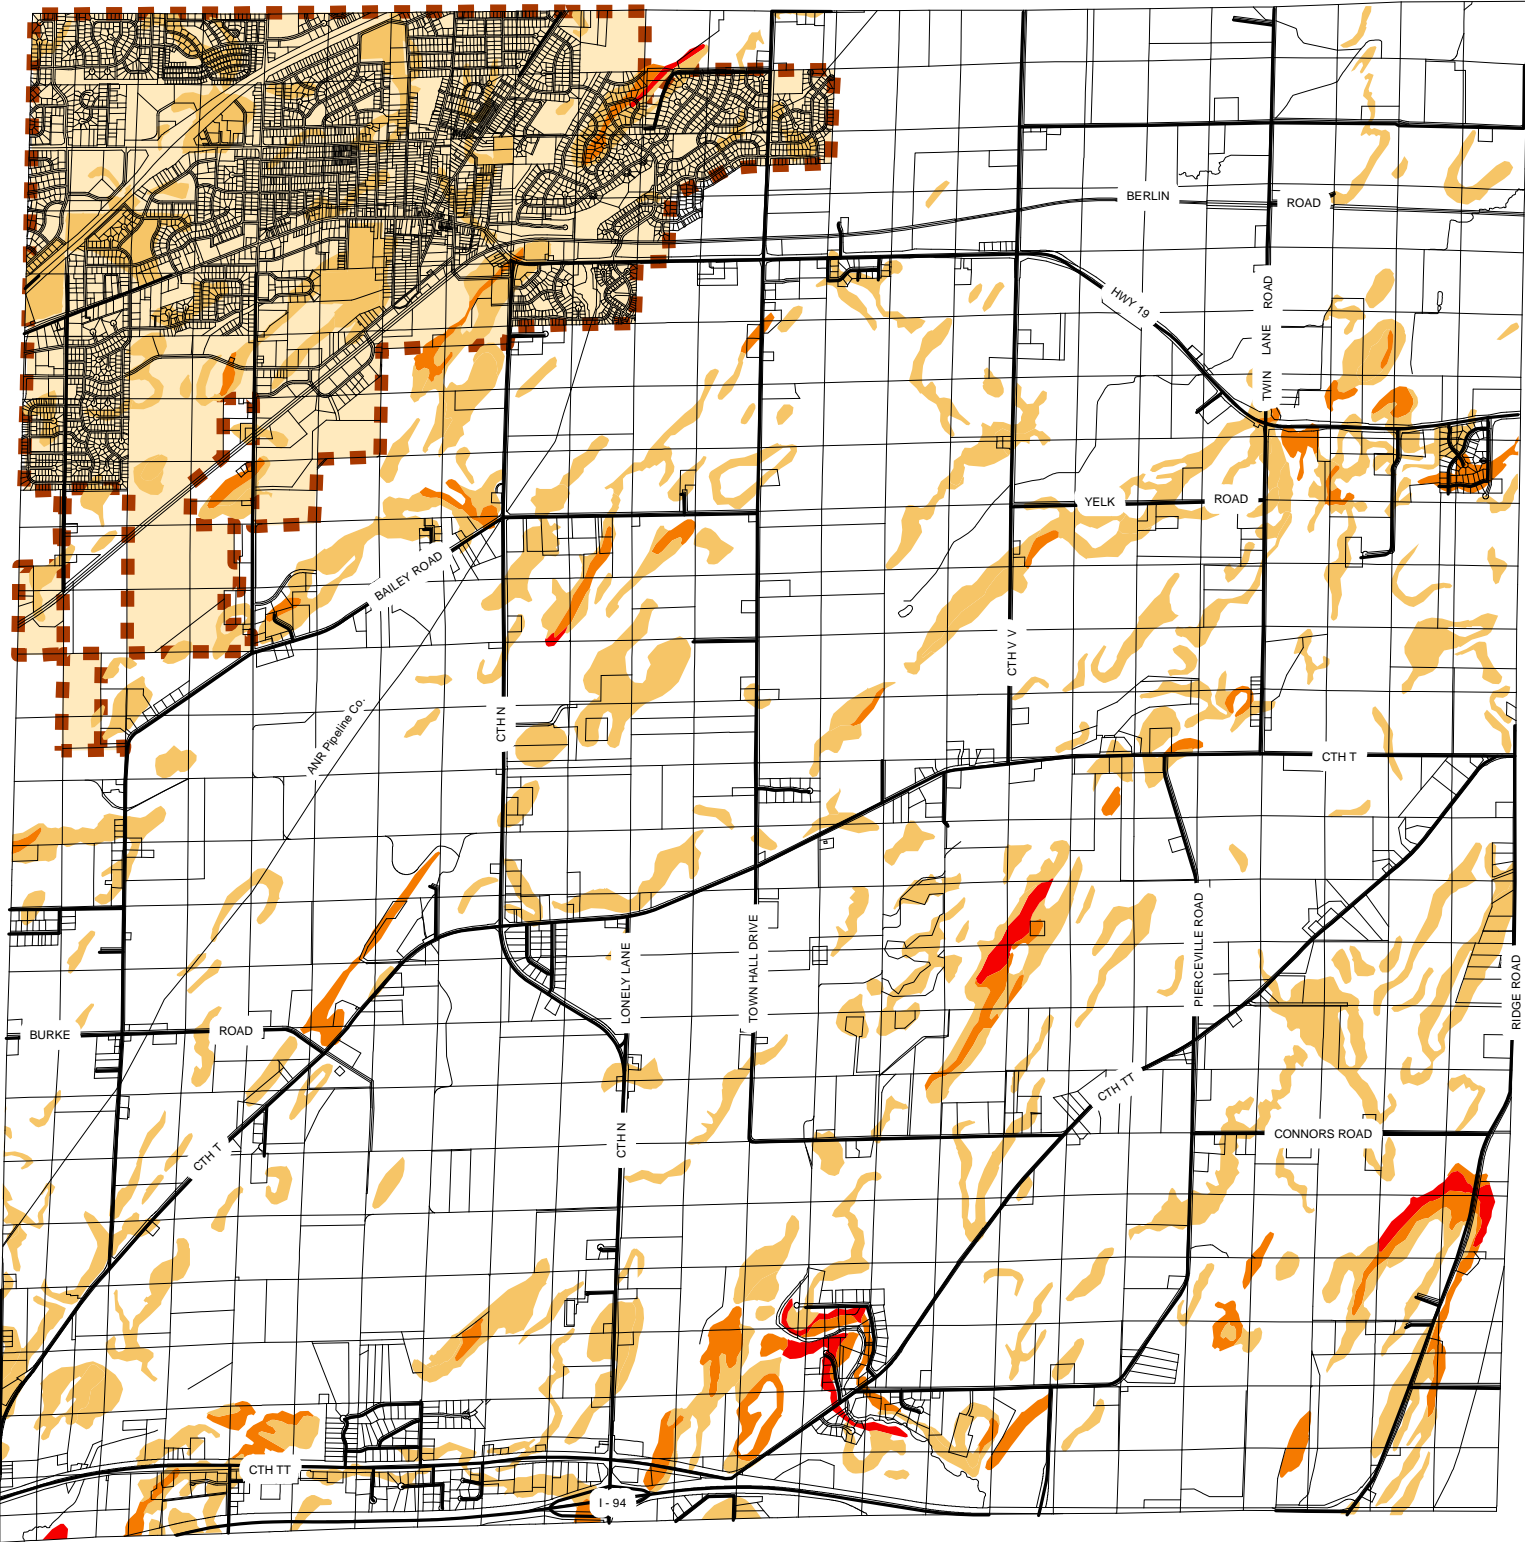 BERLIN
ROAD
HWY 19
TWIN LANE ROAD
YELK
ROAD
BAILEY ROAD
CTH V V
ANR Pipeline Co.
CTH N
CTH T
LONELY LANE
TOWN HALL DRIVE
PIERCEVILLE ROAD
RIDGE ROAD
BURKE
ROAD
CTH TT
CTH T
CTH N
CONNORS ROAD
CTH TT
I - 94